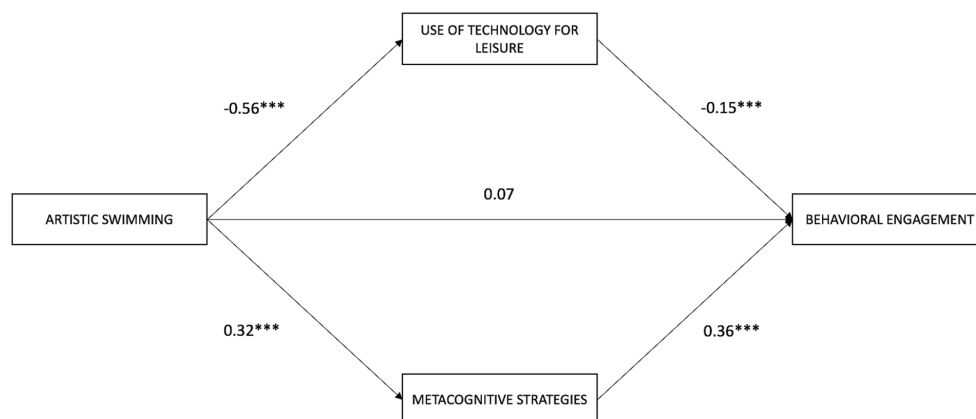 USE OF TECHNOLOGY FOR
LEISURE
-0.56***
-0.15***
0.07
ARTISTIC SWIMMING
BEHAVIORAL ENGAGEMENT
0.32***
0.36***
METACOGNITIVE STRATEGIES